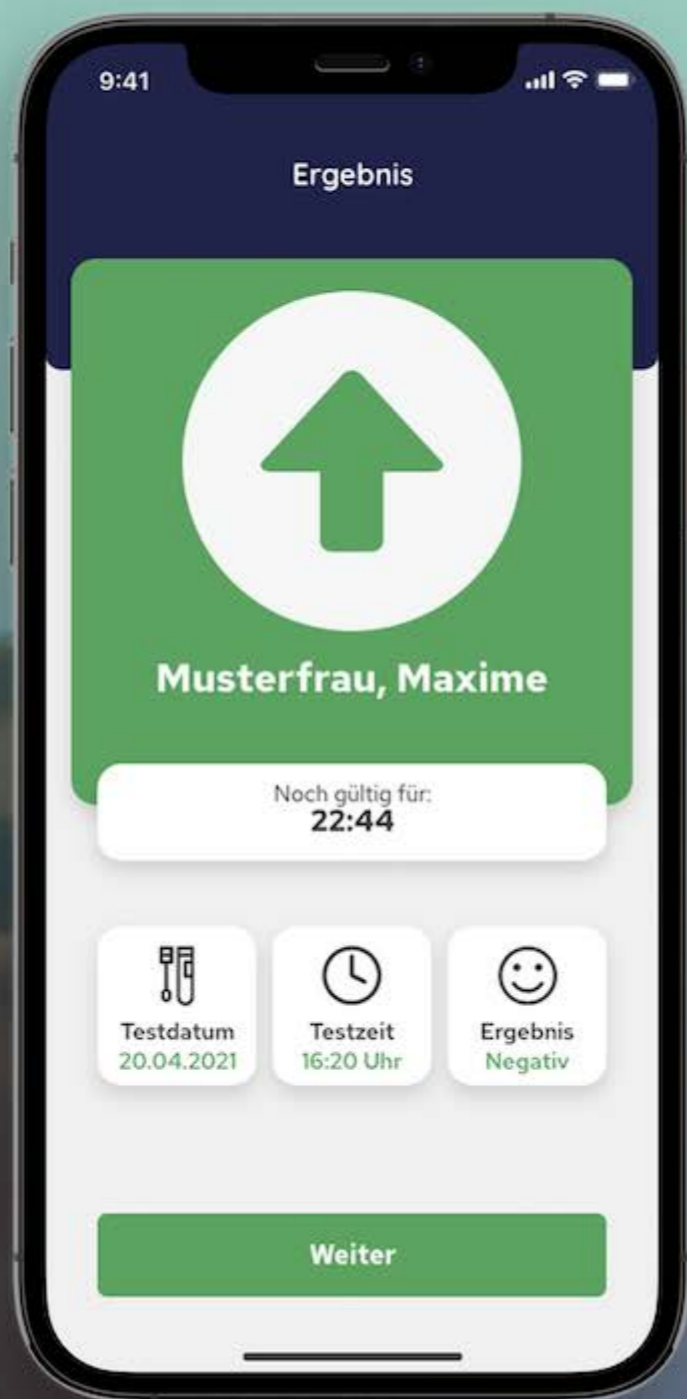 9:41
Ergebnis
Musterfrau, Maxime
Noch gültig für:
22:44
Testdatum
20.04.2021
Testzeit
16:20 Uhr
Ergebnis
Negativ
Weiter